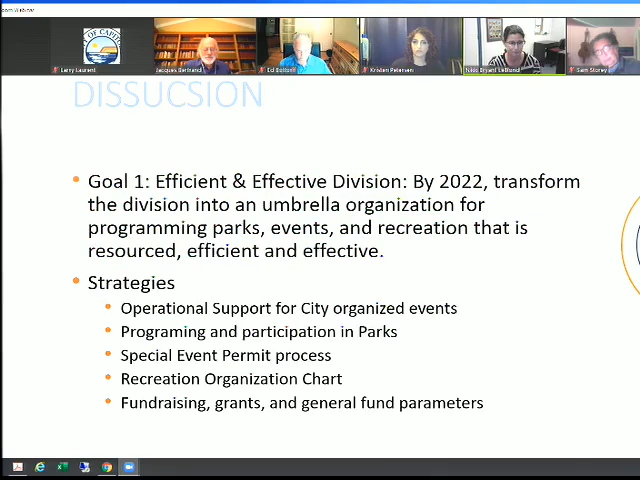 Larry Laurent
Jacques Bertrand
Ed Bottorff
Kristen Petersen
Nikki Bryant LeBlond
Sam Storey
DISSUCSION
Goal 1: Efficient & Effective Division: By 2022, transform
the division into an umbrella organization for
programming parks, events, and recreation that is
resourced, efficient and effective.
Strategies
Operational Support for City organized events
Programing and participation in Parks
Special Event Permit process
Recreation Organization Chart
Fundraising, grants, and general fund parameters